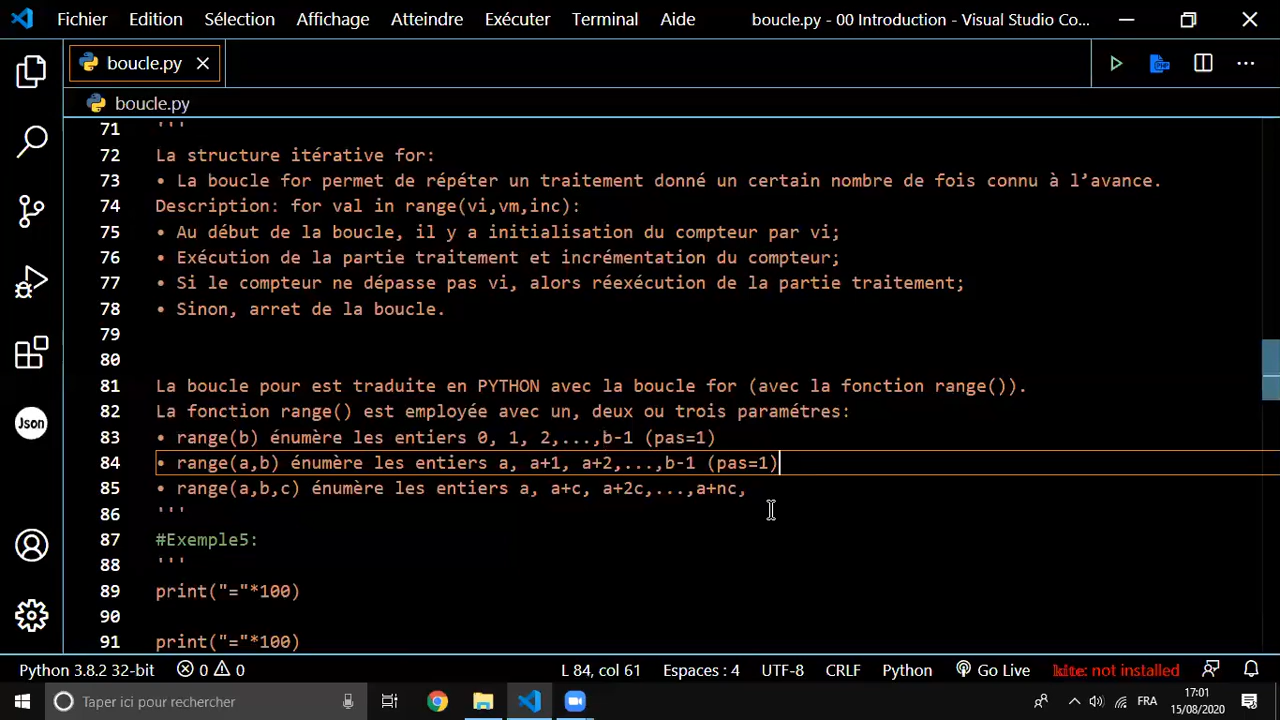 Fichier Edition Sélection Affichage Atteindre Exécuter Terminal Aide boucle.py - 00 Introduction - Visual Studio Co...
boucle.py
boucle.py
71 '''
72 La structure itérative for:
73 • La boucle for permet de répéter un traitement donné un certain nombre de fois connu à l’avance.
74 Description: for val in range(vi,vm,inc):
75 • Au début de la boucle, il y a initialisation du compteur par vi;
76 • Exécution de la partie traitement et incrémentation du compteur;
77 • Si le compteur ne dépasse pas vi, alors réexécution de la partie traitement;
78 • Sinon, arret de la boucle.
79
80
81 La boucle pour est traduite en PYTHON avec la boucle for (avec la fonction range()).
82 La fonction range() est employée avec un, deux ou trois paramétres:
83 • range(b) énumère les entiers 0, 1, 2,...,b-1 (pas=1)
84 • range(a,b) énumère les entiers a, a+1, a+2,...,b-1 (pas=1)
85 • range(a,b,c) énumère les entiers a, a+c, a+2c,...,a+nc,
86 '''
87 #Exemple5:
88 '''
89 print("="*100)
90
91 print("="*100)
Json
Python 3.8.2 32-bit 0 0 L 84, col 61 Espaces : 4 UTF-8 CRLF Python Go Live kite: not installed
Taper ici pour rechercher FRA 17:01
15/08/2020